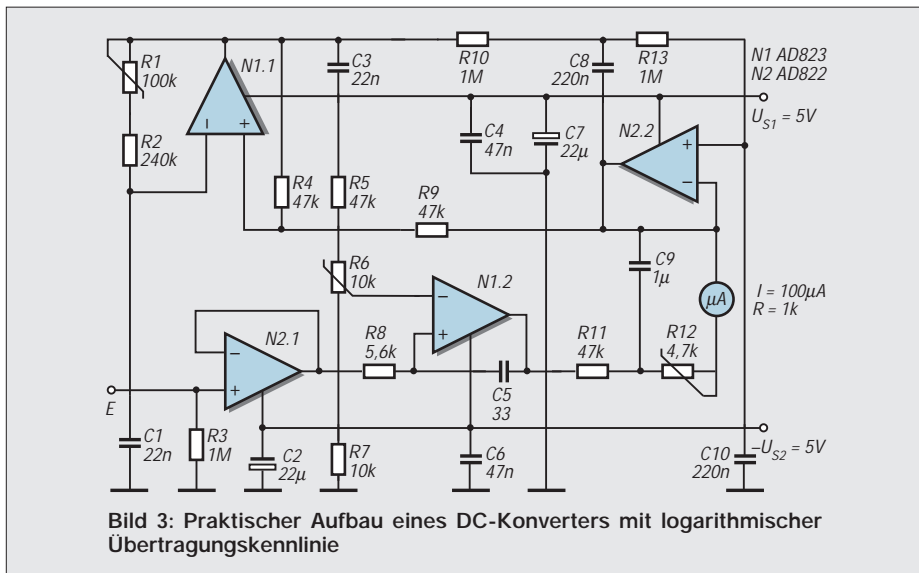 R1
100k
N1.1
C3
22n
R10
1M
C8
220n
R13
1M
N1 AD823
N2 AD822
R2
240k
−
+
C4
47n
C7
22µ
N2.2
+
−
U_S1 = 5V
R4
47k
R5
47k
R9
47k
R6
10k
N1.2
−
+
C9
1µ
µA
I = 100µA
R = 1k
N2.1
−
+
R8
5,6k
C5
33
R11
47k
R12
4,7k
E
C1
22n
R3
1M
C2
22µ
R7
10k
C6
47n
C10
220n
−U_S2 = 5V
Bild 3: Praktischer Aufbau eines DC-Konverters mit logarithmischer
Übertragungskennlinie